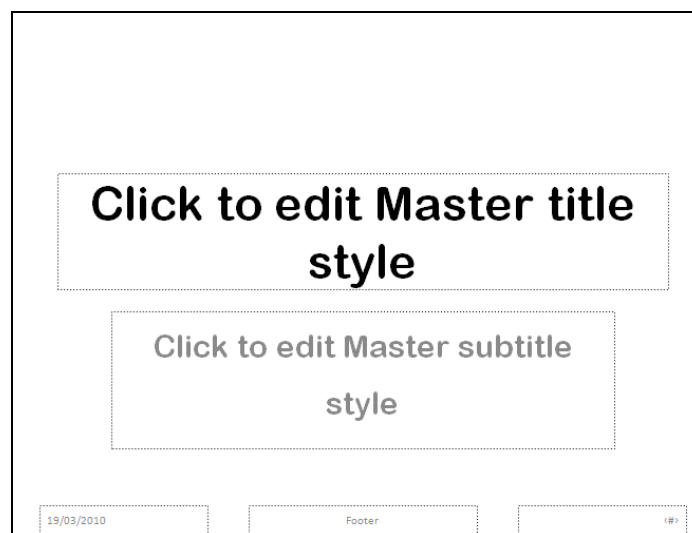 Click to edit Master title
style
Click to edit Master subtitle
style
19/03/2010
Footer
‹#›